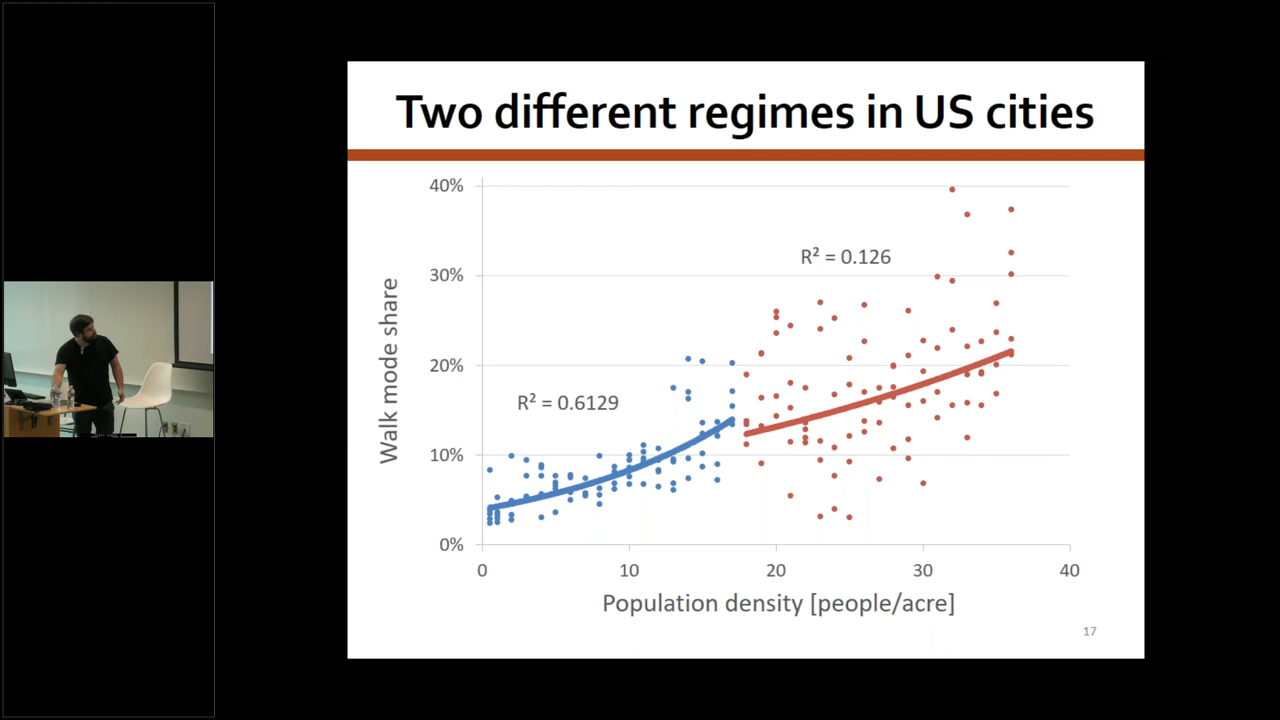 Two different regimes in US cities
40%
30%
20%
10%
0%
Walk mode share
R² = 0.6129
R² = 0.126
0
10
20
30
40
Population density [people/acre]
17